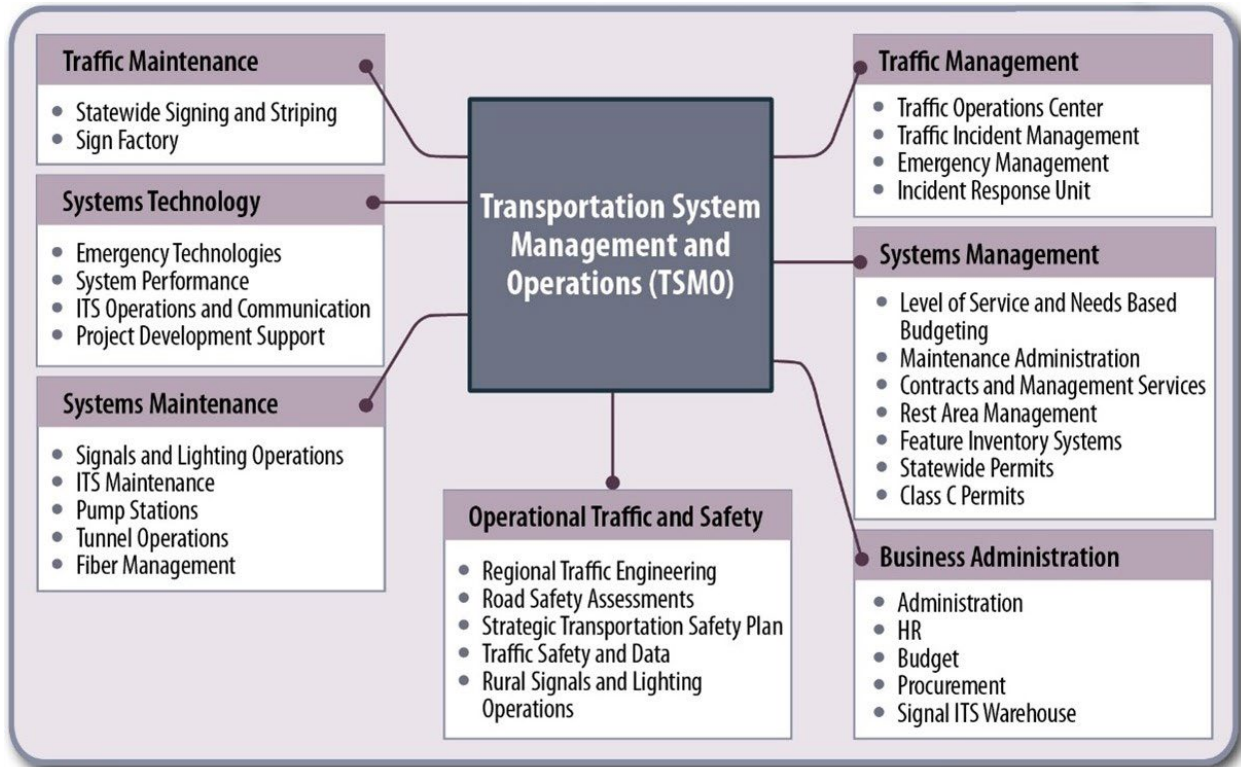 Traffic Maintenance
Statewide Signing and Striping
Sign Factory
Systems Technology
Emergency Technologies
System Performance
ITS Operations and Communication
Project Development Support
Systems Maintenance
Signals and Lighting Operations
ITS Maintenance
Pump Stations
Tunnel Operations
Fiber Management
Transportation System
Management and
Operations (TSMO)
Operational Traffic and Safety
Regional Traffic Engineering
Road Safety Assessments
Strategic Transportation Safety Plan
Traffic Safety and Data
Rural Signals and Lighting
Operations
Traffic Management
Traffic Operations Center
Traffic Incident Management
Emergency Management
Incident Response Unit
Systems Management
Level of Service and Needs Based
Budgeting
Maintenance Administration
Contracts and Management Services
Rest Area Management
Feature Inventory Systems
Statewide Permits
Class C Permits
Business Administration
Administration
HR
Budget
Procurement
Signal ITS Warehouse